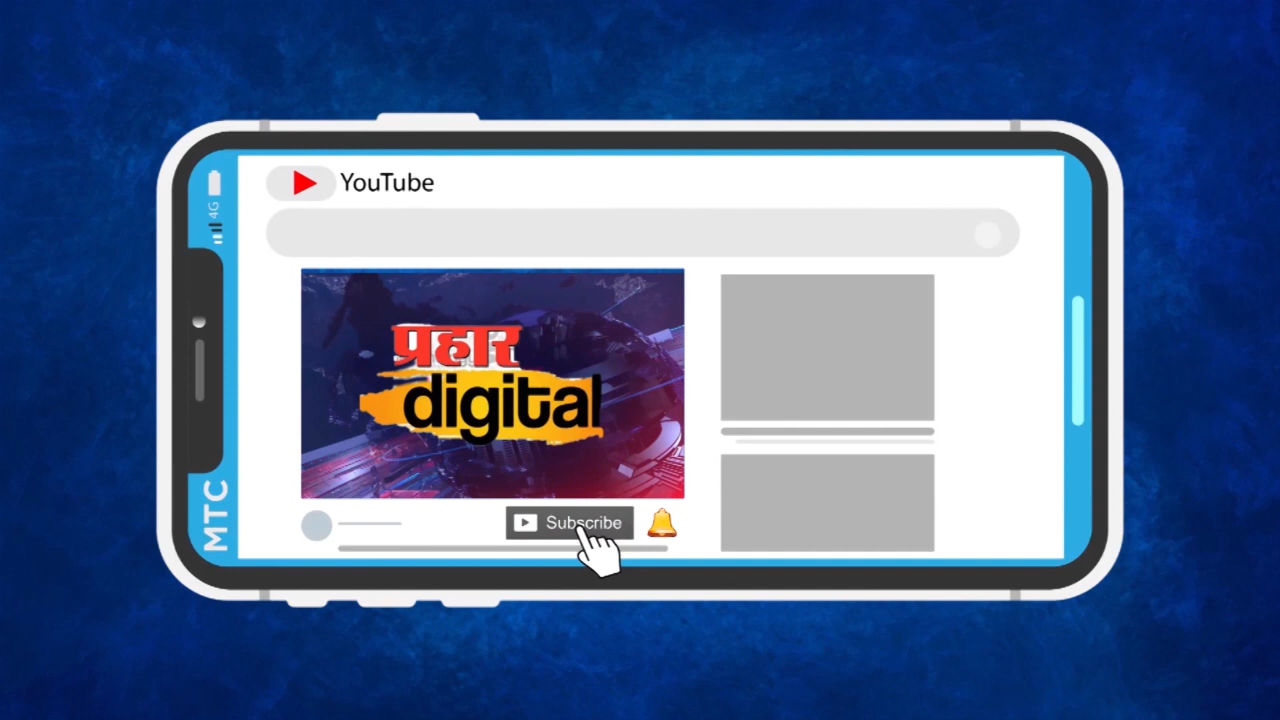 YouTube
प्रहार
digital
Subscribe
4G
MTC